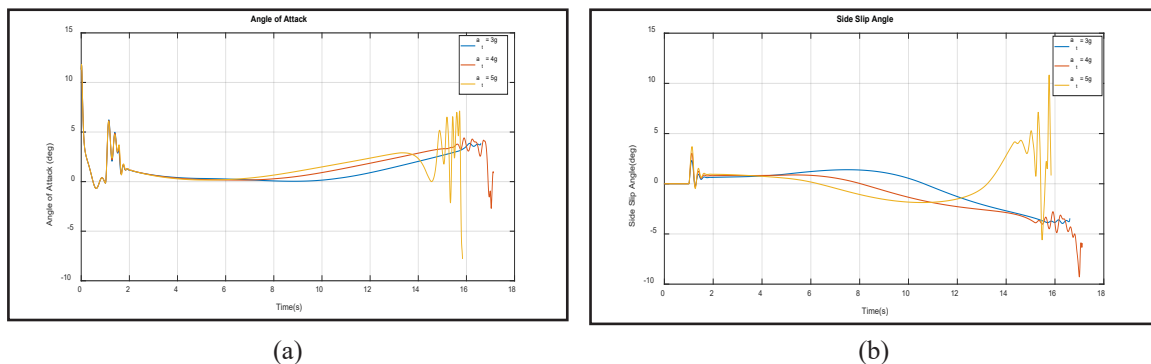 Angle of Attack
15
10
5
0
-5
-10
Angle of Attack (deg)
0 2 4 6 8 10 12 14 16 18
Time(s)
a = 3g
t
a = 4g
t
a = 5g
t
(a)
Side Slip Angle
15
10
5
0
-5
-10
Side Slip Angle(deg)
0 2 4 6 8 10 12 14 16 18
Time(s)
a = 3g
t
a = 4g
t
a = 5g
t
(b)